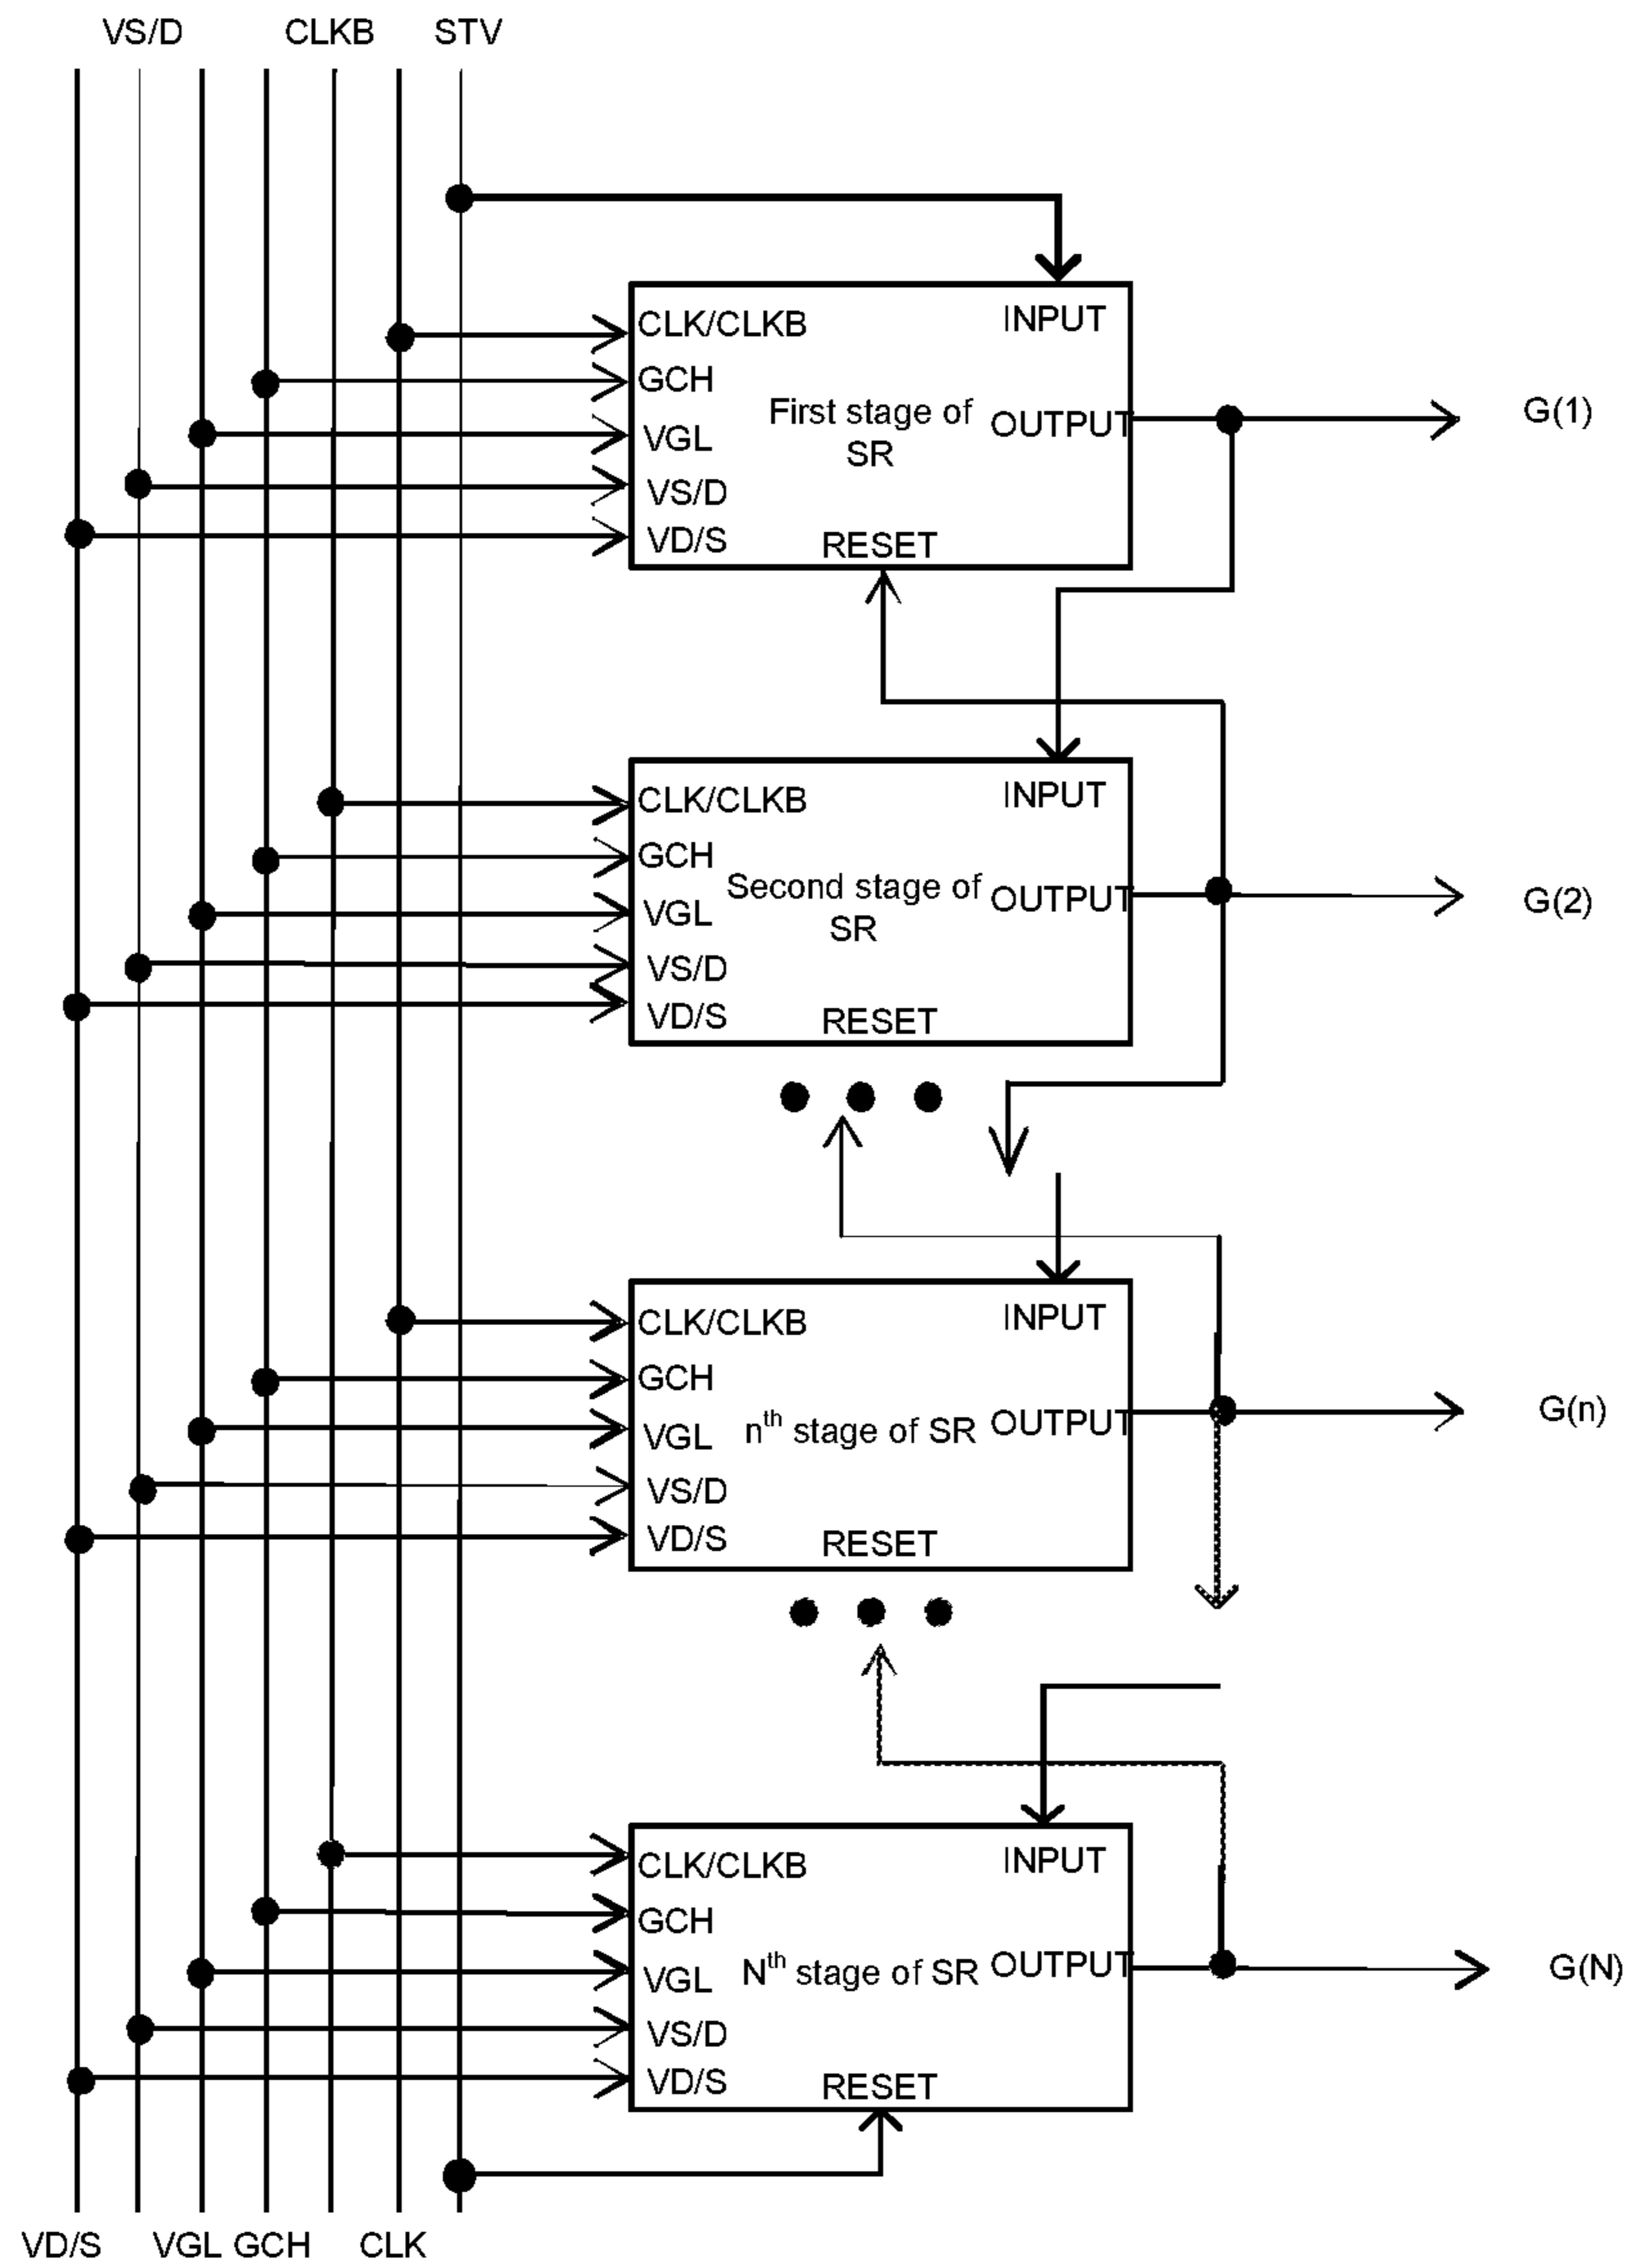 VS/D CLKB STV
CLK/CLKB INPUT
GCH
First stage of SR
OUTPUT
G(1)
VGL
VS/D
VD/S
RESET
CLK/CLKB INPUT
GCH
Second stage of SR
OUTPUT
G(2)
VGL
VS/D
VD/S
RESET
CLK/CLKB INPUT
GCH
nth stage of SR
OUTPUT
G(n)
VGL
VS/D
VD/S
RESET
CLK/CLKB INPUT
GCH
Nth stage of SR
OUTPUT
G(N)
VGL
VS/D
VD/S
RESET
VD/S VGL GCH CLK